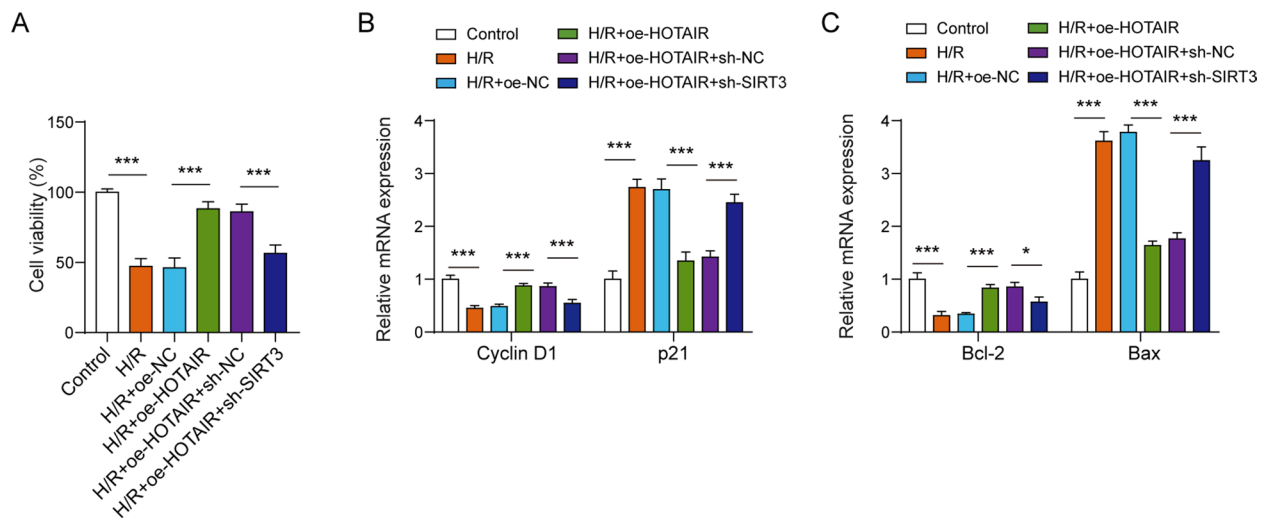 A
Cell viability (%)
150
100
50
0
***
***
***
Control
H/R
H/R+oe-NC
H/R+oe-HOTAIR
H/R+oe-HOTAIR+sh-NC
H/R+oe-HOTAIR+sh-SIRT3
B
Control
H/R
H/R+oe-NC
H/R+oe-HOTAIR
H/R+oe-HOTAIR+sh-NC
H/R+oe-HOTAIR+sh-SIRT3
Relative mRNA expression
4
3
2
1
0
***
***
***
***
***
***
Cyclin D1
p21
C
Control
H/R
H/R+oe-NC
H/R+oe-HOTAIR
H/R+oe-HOTAIR+sh-NC
H/R+oe-HOTAIR+sh-SIRT3
Relative mRNA expression
4
3
2
1
0
***
***
*
***
***
***
Bcl-2
Bax